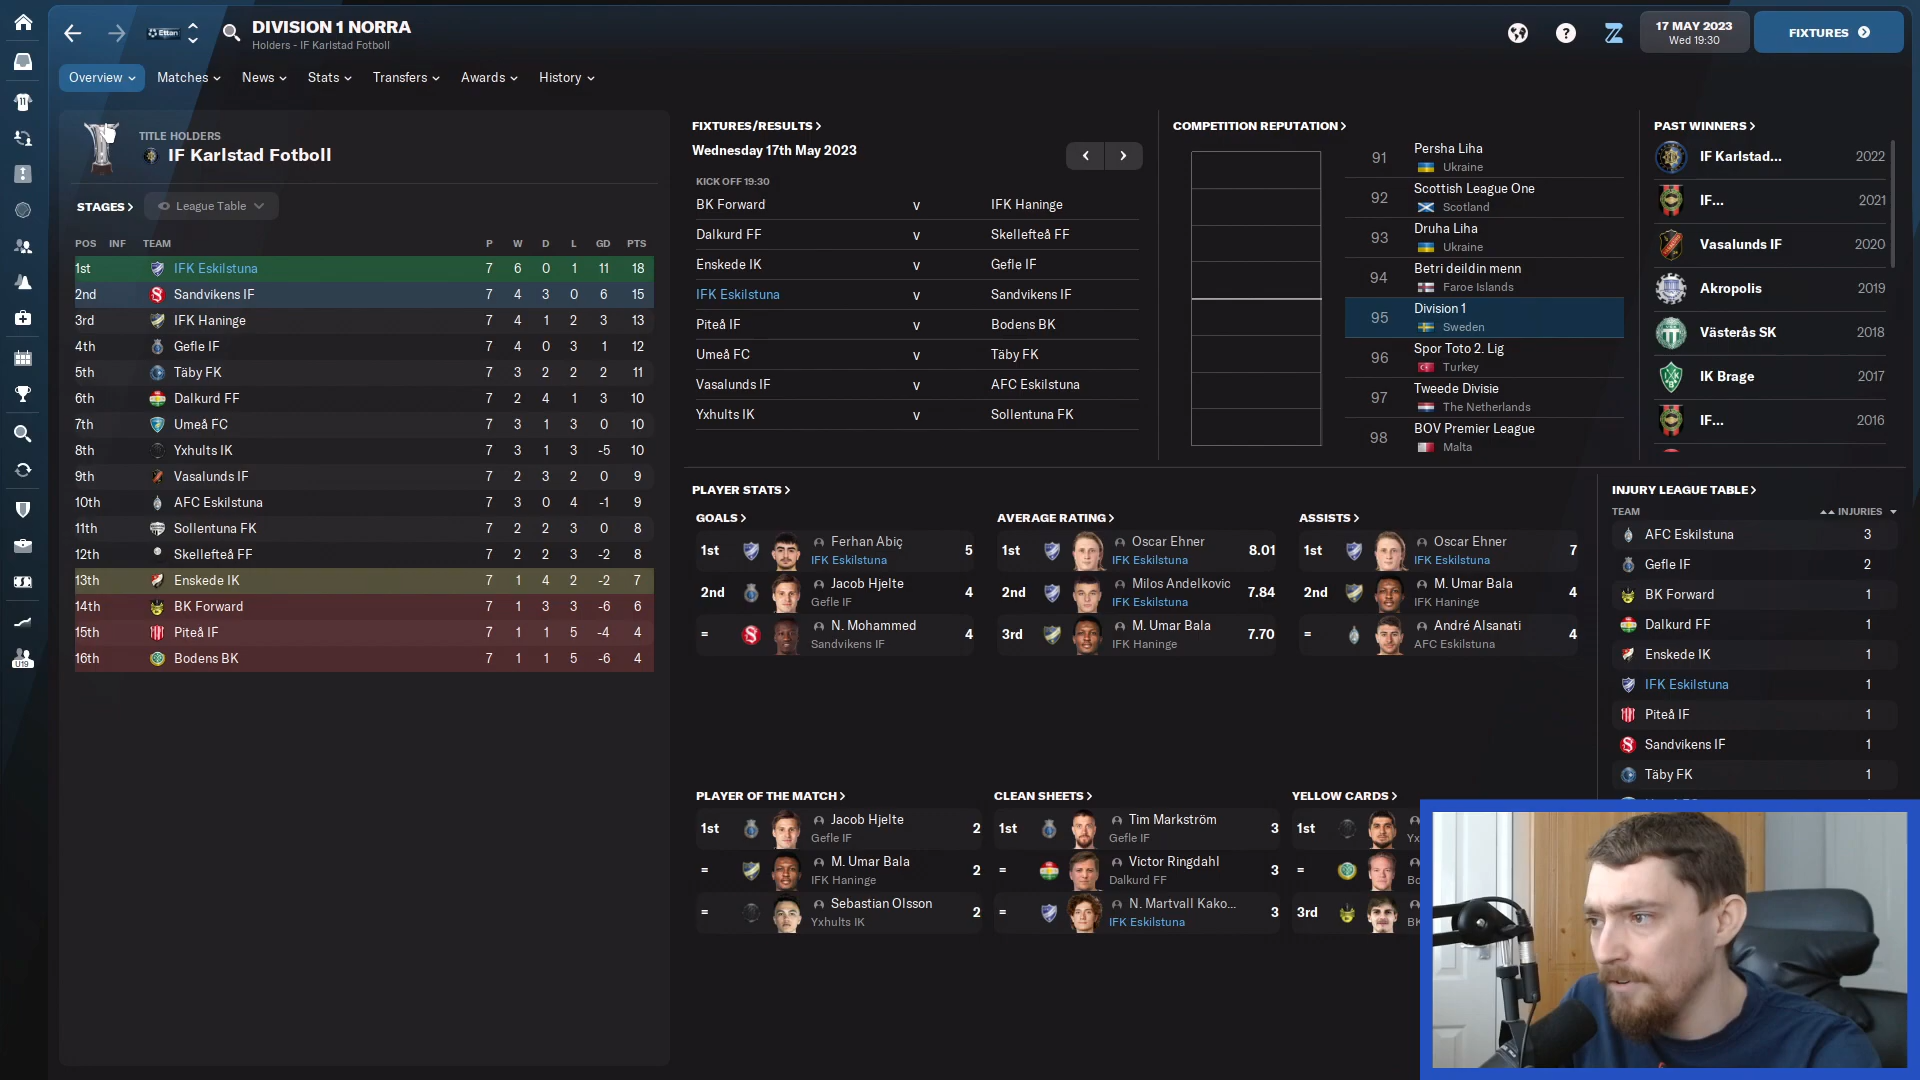 DIVISION 1 NORRA
Holders - IF Karlstad Fotboll
Ettan
17 MAY 2023
Wed 19:30
FIXTURES
Overview Matches News Stats Transfers Awards History
TITLE HOLDERS
IF Karlstad Fotboll
STAGES League Table
POS INF TEAM P W D L GD PTS
1st IFK Eskilstuna 7 6 0 1 11 18
2nd Sandvikens IF 7 4 3 0 6 15
3rd IFK Haninge 7 4 1 2 3 13
4th Gefle IF 7 4 0 3 1 12
5th Täby FK 7 3 2 2 2 11
6th Dalkurd FF 7 2 4 1 3 10
7th Umeå FC 7 3 1 3 0 10
8th Yxhults IK 7 3 1 3 -5 10
9th Vasalunds IF 7 2 3 2 0 9
10th AFC Eskilstuna 7 3 0 4 -1 9
11th Sollentuna FK 7 2 2 3 0 8
12th Skellefteå FF 7 2 2 3 -2 8
13th Enskede IK 7 1 4 2 -2 7
14th BK Forward 7 1 3 3 -6 6
15th Piteå IF 7 1 1 5 -4 4
16th Bodens BK 7 1 1 5 -6 4
U19
FIXTURES/RESULTS
Wednesday 17th May 2023
KICK OFF 19:30
BK Forward v IFK Haninge
Dalkurd FF v Skellefteå FF
Enskede IK v Gefle IF
IFK Eskilstuna v Sandvikens IF
Piteå IF v Bodens BK
Umeå FC v Täby FK
Vasalunds IF v AFC Eskilstuna
Yxhults IK v Sollentuna FK
COMPETITION REPUTATION
91 Persha Liha
Ukraine
92 Scottish League One
Scotland
93 Druha Liha
Ukraine
94 Betri deildin menn
Faroe Islands
95 Division 1
Sweden
96 Spor Toto 2. Lig
Turkey
97 Tweede Divisie
The Netherlands
98 BOV Premier League
Malta
PAST WINNERS
IF Karlstad... 2022
IF... 2021
Vasalunds IF 2020
Akropolis 2019
Västerås SK 2018
IK Brage 2017
IF... 2016
PLAYER STATS
GOALS
1st Ferhan Abiç 5
IFK Eskilstuna
2nd Jacob Hjelte 4
Gefle IF
= N. Mohammed 4
Sandvikens IF
AVERAGE RATING
1st Oscar Ehner 8.01
IFK Eskilstuna
2nd Milos Andelkovic 7.84
IFK Eskilstuna
3rd M. Umar Bala 7.70
IFK Haninge
ASSISTS
1st Oscar Ehner 7
IFK Eskilstuna
2nd M. Umar Bala 4
IFK Haninge
= André Alsanati 4
AFC Eskilstuna
INJURY LEAGUE TABLE
TEAM INJURIES
AFC Eskilstuna 3
Gefle IF 2
BK Forward 1
Dalkurd FF 1
Enskede IK 1
IFK Eskilstuna 1
Piteå IF 1
Sandvikens IF 1
Täby FK 1
PLAYER OF THE MATCH
1st Jacob Hjelte 2
Gefle IF
= M. Umar Bala 2
IFK Haninge
= Sebastian Olsson 2
Yxhults IK
CLEAN SHEETS
1st Tim Markström 3
Gefle IF
= Victor Ringdahl 3
Dalkurd FF
= N. Martvall Kako... 3
IFK Eskilstuna
YELLOW CARDS
1st
Yx
=
Bo
3rd
BK